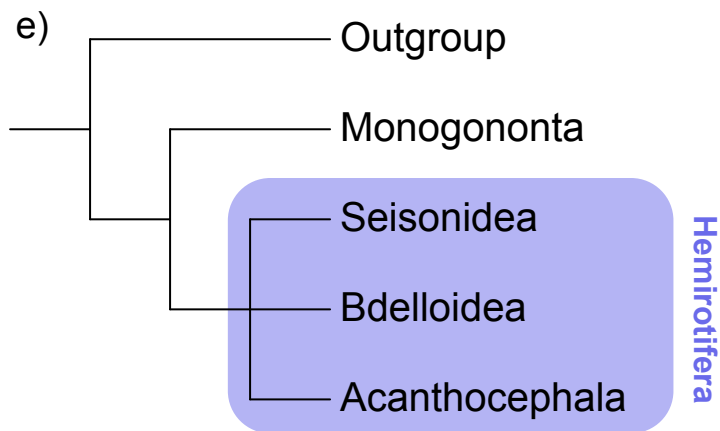 e)
Outgroup
Monogononta
Seisonidea
Bdelloidea
Acanthocephala
Hemirotifera